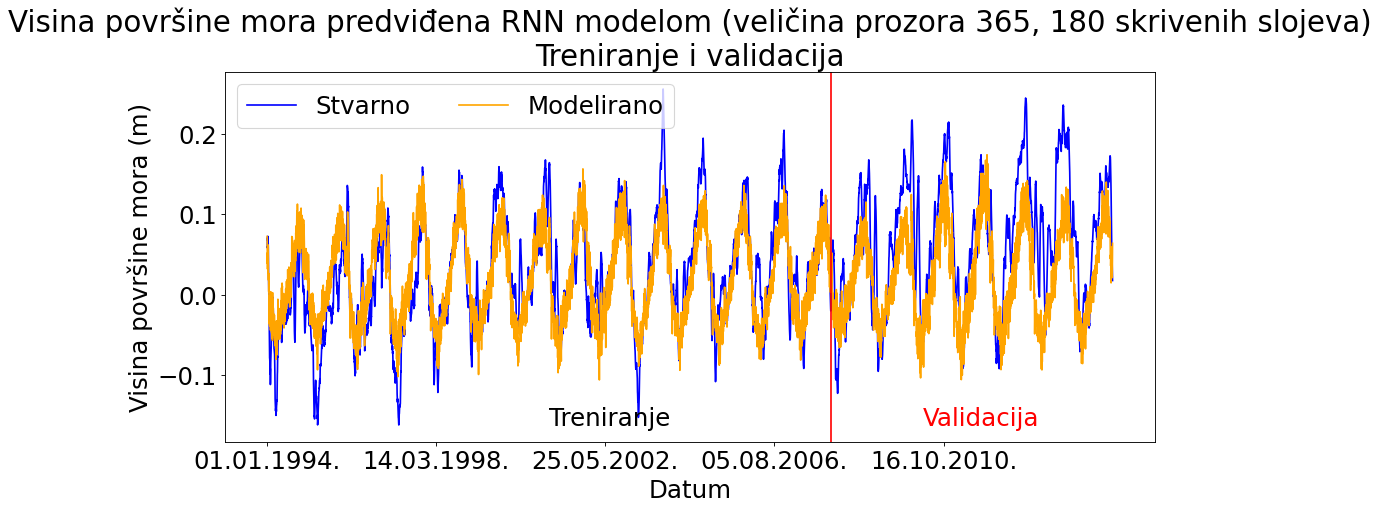 Visina površine mora predviđena RNN modelom (veličina prozora 365, 180 skrivenih slojeva)
Treniranje i validacija
Stvarno
Modelirano
Visina površine mora (m)
0.2
0.1
0.0
−0.1
Treniranje
Validacija
01.01.1994.
14.03.1998.
25.05.2002.
05.08.2006.
16.10.2010.
Datum